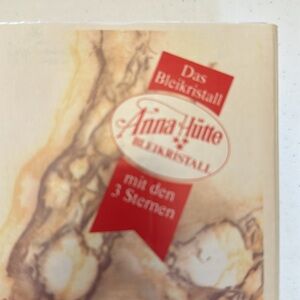 Das
Bleikristall
Anna Hütte
BLEIKRISTALL
mit den
3 Sternen